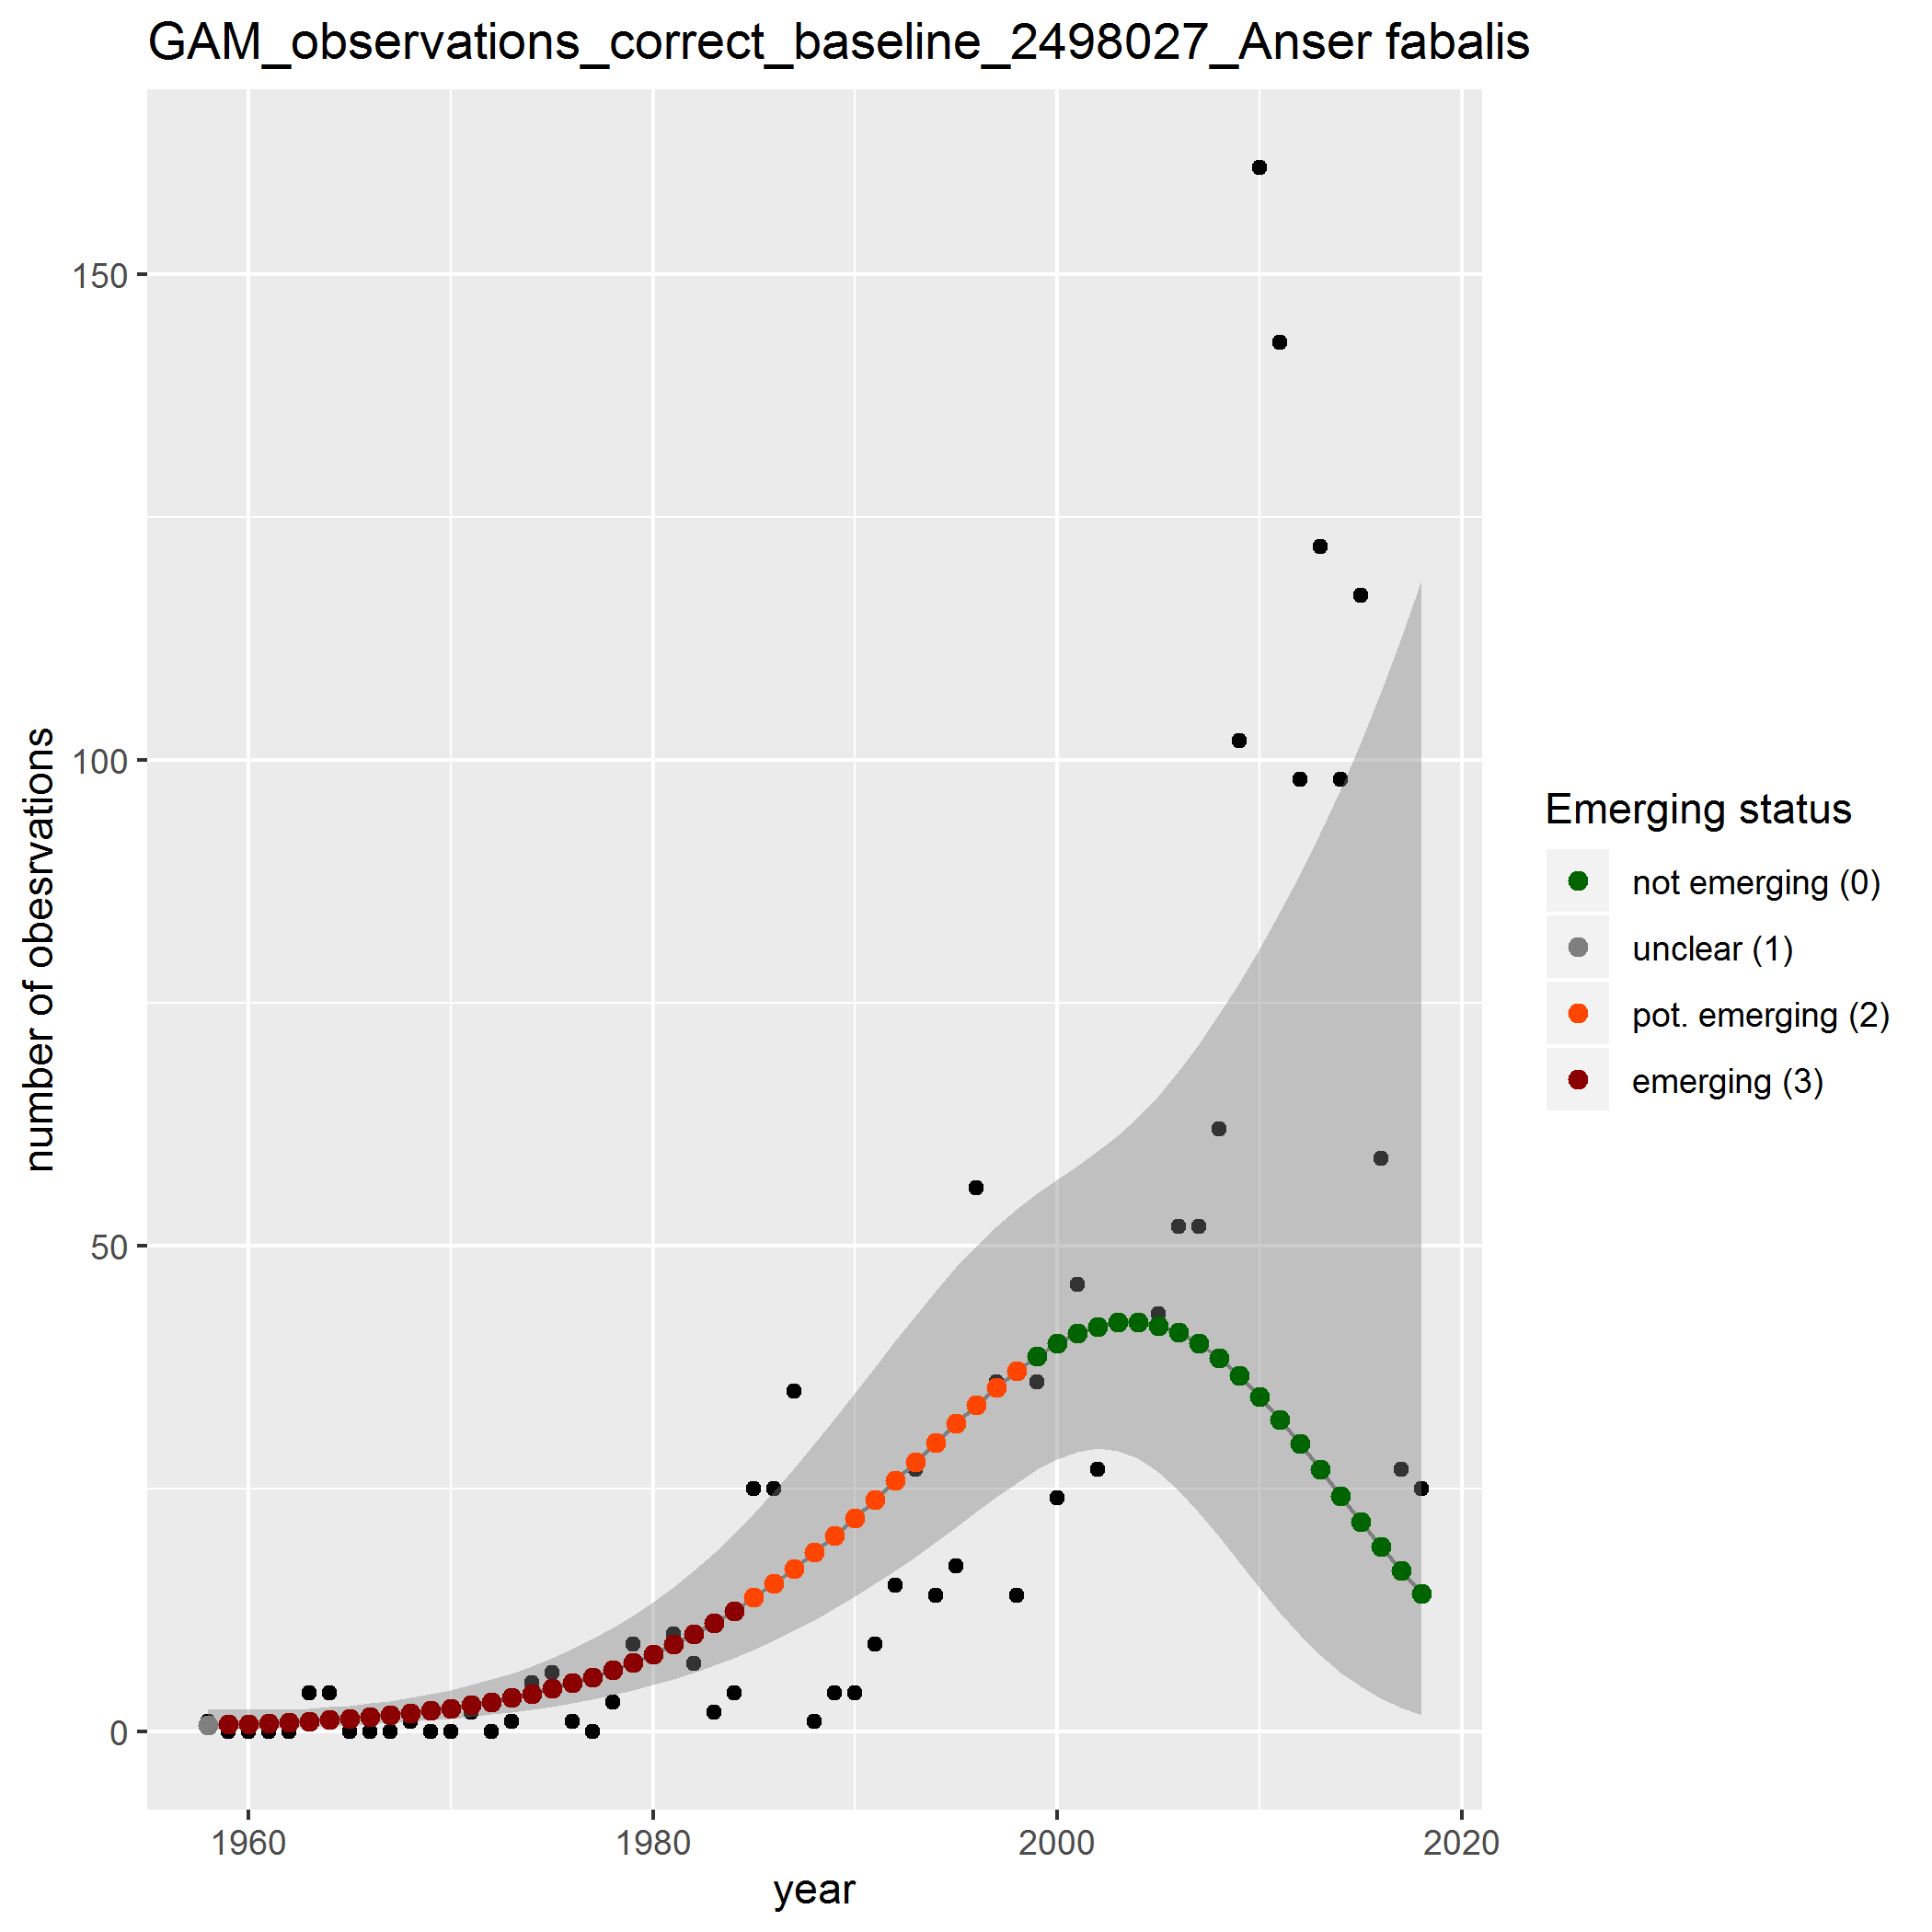 GAM_observations_correct_baseline_2498027_Anser fabalis
150
100
50
0
number of obesrvations
1960
1980
2000
2020
year
Emerging status
not emerging (0)
unclear (1)
pot. emerging (2)
emerging (3)